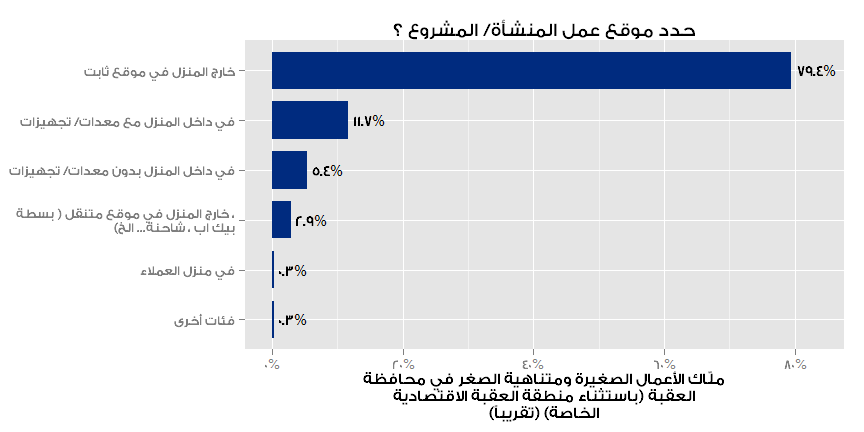 حدد موقع عمل المنشأة/ المشروع ؟
خارج المنزل في موقع ثابت
٧٩.٤%
في داخل المنزل مع معدات/ تجهيزات
١١.٧%
في داخل المنزل بدون معدات/ تجهيزات
٥.٤%
خارج المنزل في موقع متنقل ( بسطة ،
بيك اب ، شاحنة... الخ)
٢.٩%
في منزل العملاء
٠.٣%
فئات أخرى
٠.٣%
٠% ٢٠% ٤٠% ٦٠% ٨٠%
ملّاك الأعمال الصغيرة ومتناهية الصغر في محافظة
العقبة (باستثناء منطقة العقبة الاقتصادية
الخاصة) (تقريباً)